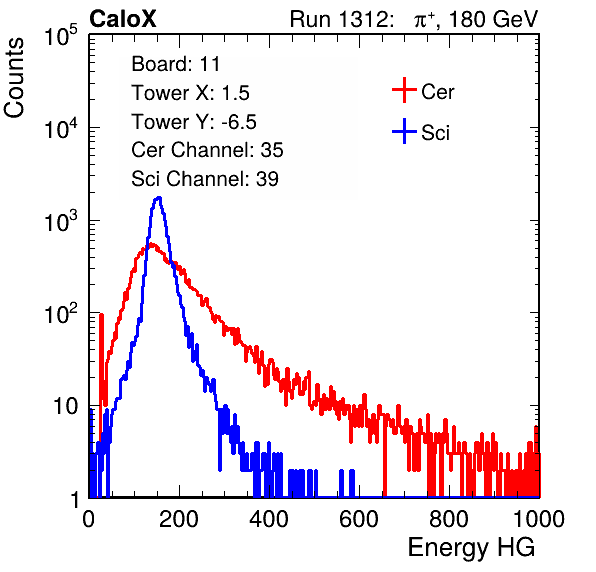 CaloX Run 1312: π⁺, 180 GeV
Counts
10⁵
10⁴
10³
10²
10
1
Board: 11
Tower X: 1.5
Tower Y: -6.5
Cer Channel: 35
Sci Channel: 39
Cer
Sci
0 200 400 600 800 1000
Energy HG